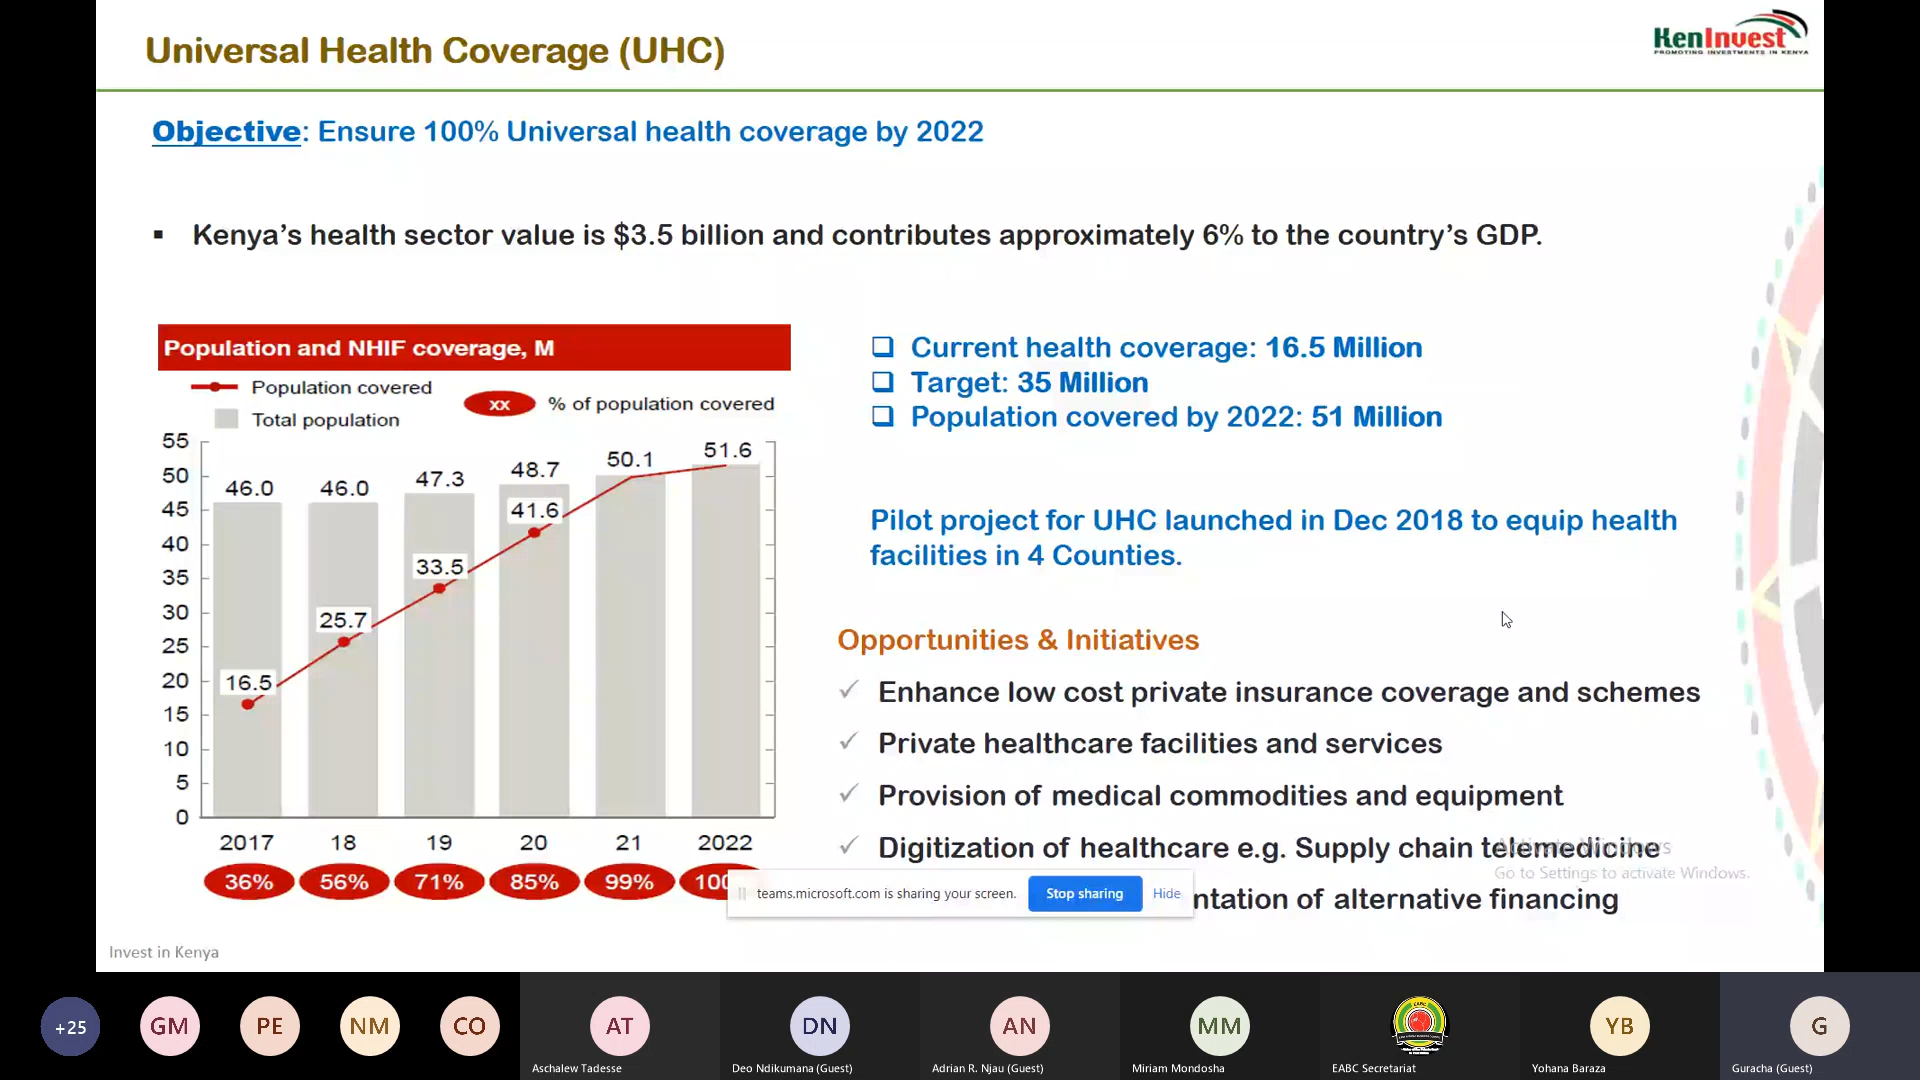 Universal Health Coverage (UHC)
KenInvest
PROMOTING INVESTMENTS IN KENYA
Objective: Ensure 100% Universal health coverage by 2022
▪ Kenya’s health sector value is $3.5 billion and contributes approximately 6% to the country’s GDP.
Population and NHIF coverage, M
Population covered
Total population
xx % of population covered
55
50
45
40
35
30
25
20
15
10
5
0
46.0 46.0 47.3 48.7 50.1 51.6
16.5 25.7 33.5 41.6
2017 18 19 20 21 2022
36% 56% 71% 85% 99% 100
❑ Current health coverage: 16.5 Million
❑ Target: 35 Million
❑ Population covered by 2022: 51 Million
Pilot project for UHC launched in Dec 2018 to equip health
facilities in 4 Counties.
Opportunities & Initiatives
✓ Enhance low cost private insurance coverage and schemes
✓ Private healthcare facilities and services
✓ Provision of medical commodities and equipment
✓ Digitization of healthcare e.g. Supply chain telemedicine
of alternative financing
Activate Windows
Go to Settings to activate Windows.
teams.microsoft.com is sharing your screen. Stop sharing Hide
Invest in Kenya
+25 GM PE NM CO AT DN AN MM YB G
Aschalew Tadesse Deo Ndikumana (Guest) Adrian R. Njau (Guest) Miriam Mondosha EABC Secretariat Yohana Baraza Guracha (Guest)